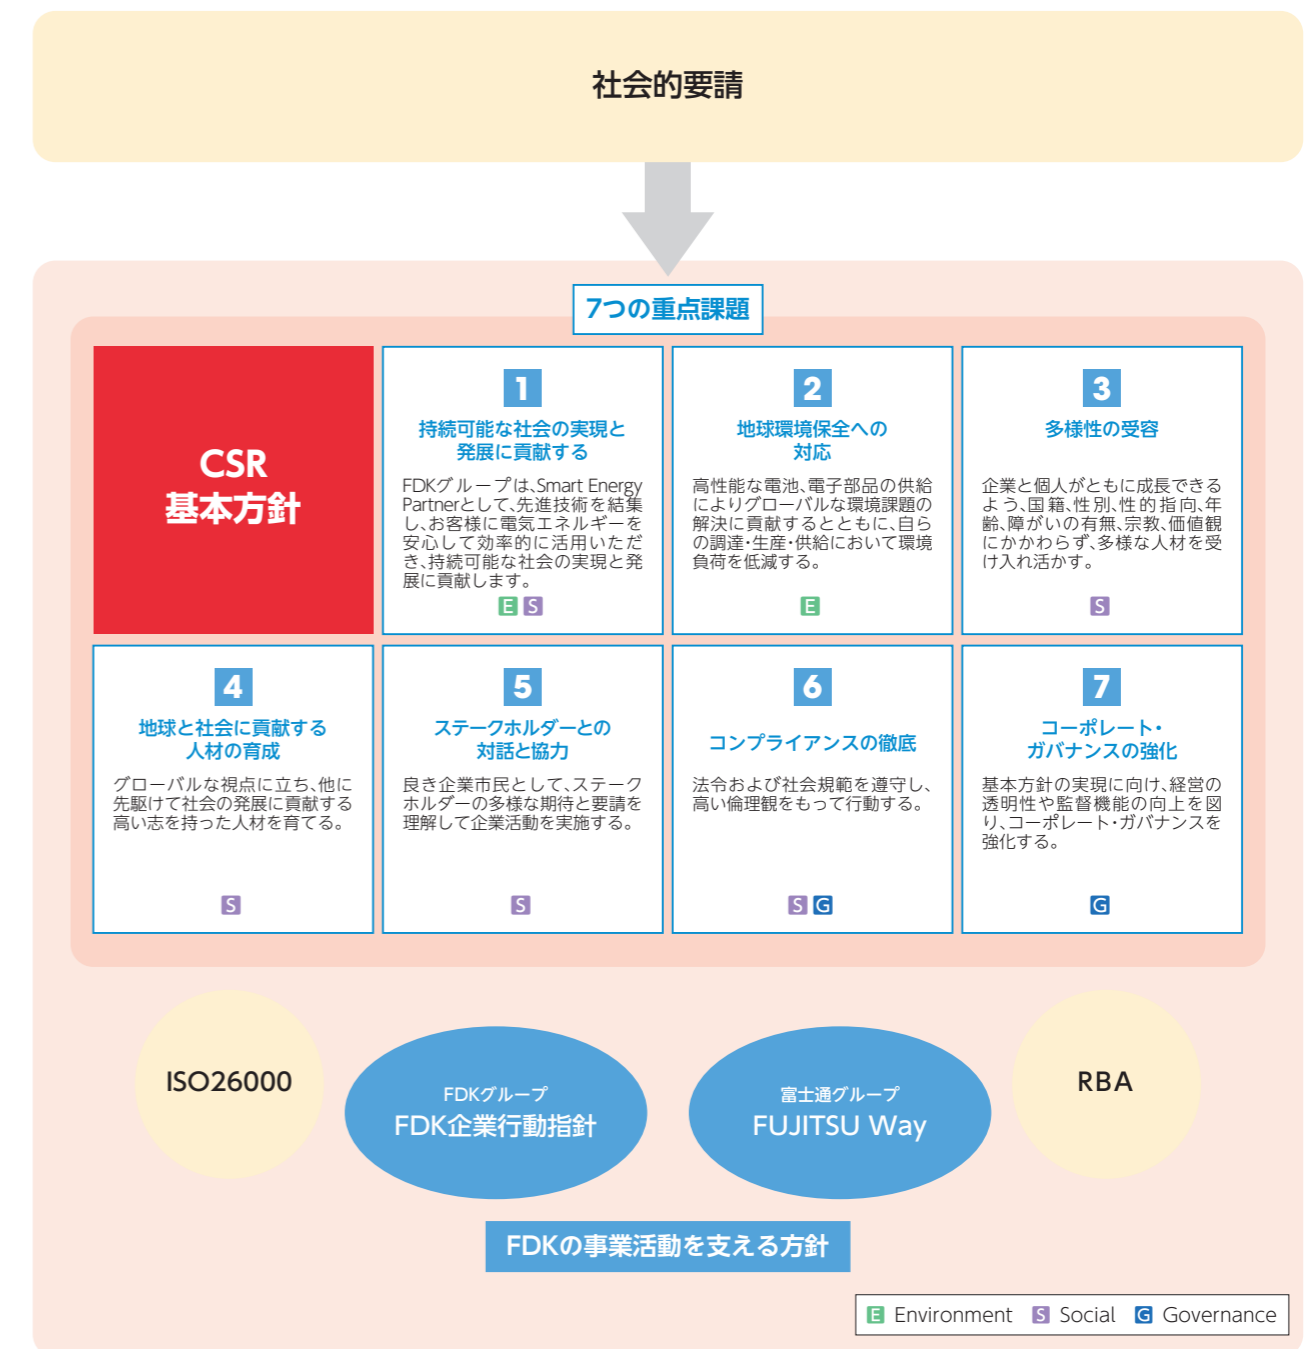 社会的要請
7つの重点課題
CSR
基本方針
1
持続可能な社会の実現と
発展に貢献する
FDKグループは、Smart Energy
Partnerとして、先進技術を結集
し、お客様に電気エネルギーを
安心して効率的に活用いただ
き、持続可能な社会の実現と発
展に貢献します。
E S
2
地球環境保全への
対応
高性能な電池、電子部品の供給
によりグローバルな環境課題の
解決に貢献するとともに、自ら
の調達・生産・供給において環境
負荷を低減する。
E
3
多様性の受容
企業と個人がともに成長できる
よう、国籍、性別、性的指向、年
齢、障がいの有無、宗教、価値観
にかかわらず、多様な人材を受
け入れ活かす。
S
4
地球と社会に貢献する
人材の育成
グローバルな視点に立ち、他に
先駆けて社会の発展に貢献する
高い志を持った人材を育てる。
S
5
ステークホルダーとの
対話と協力
良き企業市民として、ステーク
ホルダーの多様な期待と要請を
理解して企業活動を実施する。
S
6
コンプライアンスの徹底
法令および社会規範を遵守し、
高い倫理観をもって行動する。
S G
7
コーポレート・
ガバナンスの強化
基本方針の実現に向け、経営の
透明性や監督機能の向上を図
り、コーポレート・ガバナンスを
強化する。
G
ISO26000
FDKグループ
FDK企業行動指針
富士通グループ
FUJITSU Way
RBA
FDKの事業活動を支える方針
E Environment S Social G Governance